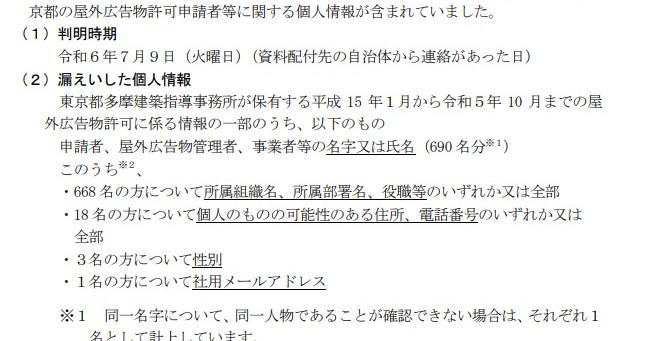 京都の屋外広告物許可申請者等に関する個人情報が含まれていました。
（１）判明時期
令和６年７月９日（火曜日）（資料配付先の自治体から連絡があった日）
（２）漏えいした個人情報
東京都多摩建築指導事務所が保有する平成 15 年１月から令和５年 10 月までの屋
外広告物許可に係る情報の一部のうち、以下のもの
申請者、屋外広告物管理者、事業者等の名字又は氏名（690 名分※１）
このうち※２、
・668 名の方について所属組織名、所属部署名、役職等のいずれか又は全部
・18 名の方について個人のものの可能性のある住所、電話番号のいずれか又は
全部
・３名の方について性別
・１名の方について社用メールアドレス
※１　同一名字について、同一人物であることが確認できない場合は、それぞれ１
名として計上しています。